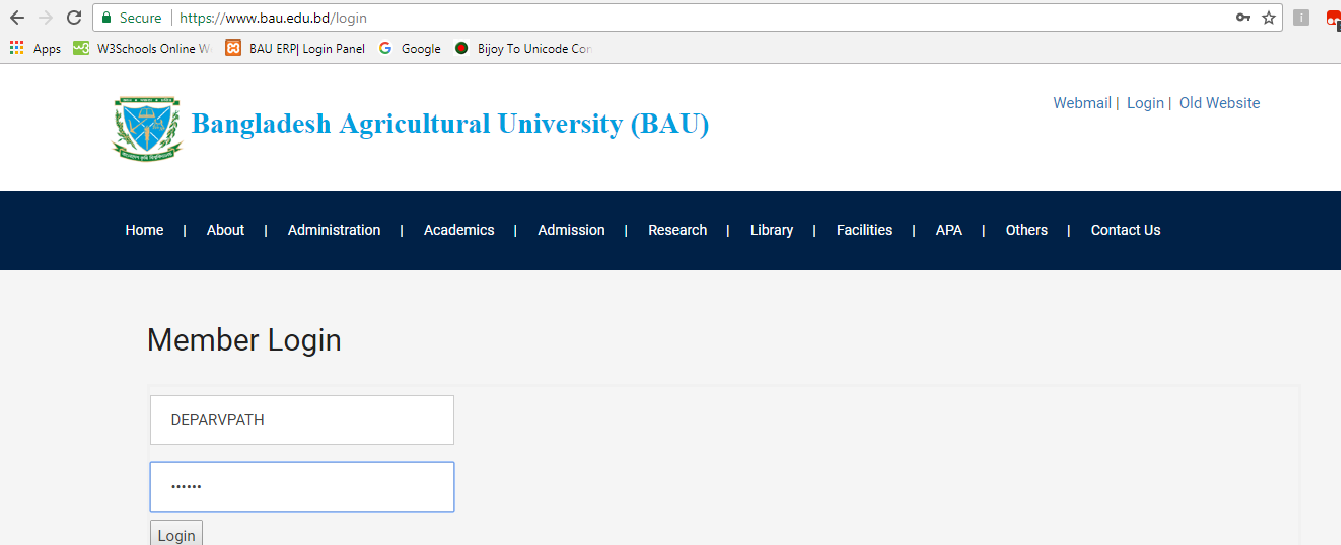 Secure | https://www.bau.edu.bd/login
Apps W3Schools Online W BAU ERP| Login Panel Google Bijoy To Unicode Con
Webmail | Login | Old Website
Bangladesh Agricultural University (BAU)
Home | About | Administration | Academics | Admission | Research | Library | Facilities | APA | Others | Contact Us
Member Login
DEPARVPATH
••••••
Login